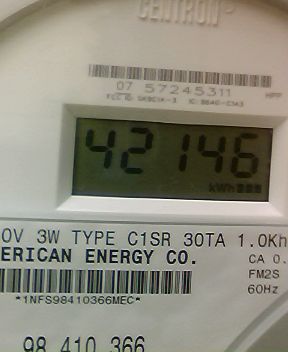 CENTRON®
07 57245311
HPP
42146
kWh
0V 3W TYPE C1SR 30TA 1.0Kh
ERICAN ENERGY CO.
CA 0.
FM2S
*1NFS98410366MEC*
60Hz
98 410 366